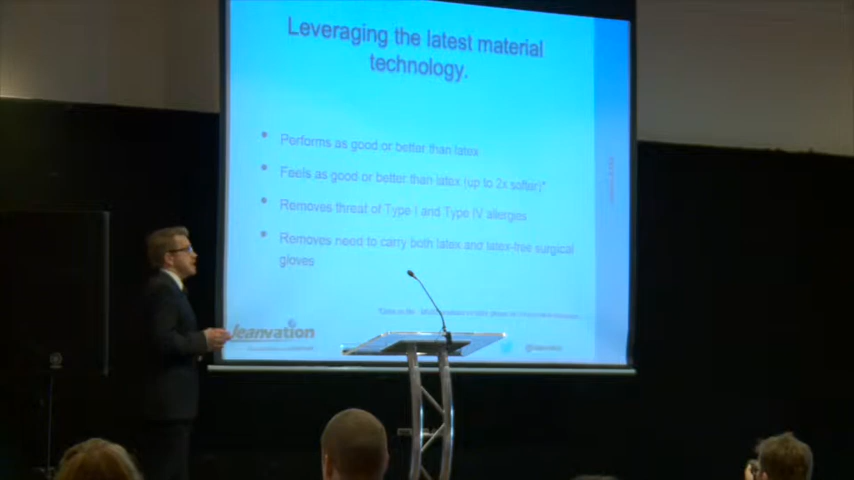 Leveraging the latest material
technology.
• Performs as good or better than latex
• Feels as good or better than latex (up to 2x softer)*
• Removes threat of Type I and Type IV allergies
• Removes need to carry both latex and latex-free surgical
gloves
Jeanvation